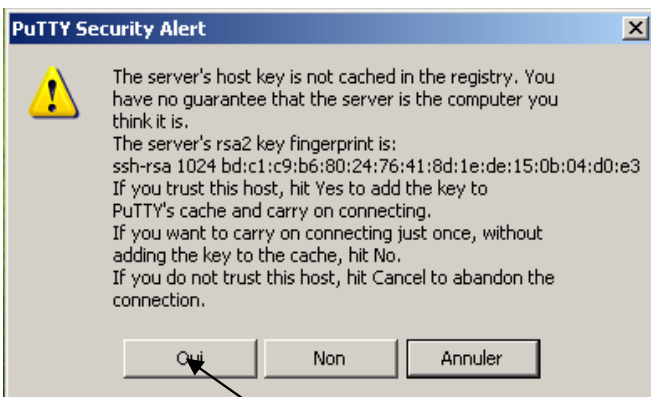 PuTTY Security Alert
The server's host key is not cached in the registry. You
have no guarantee that the server is the computer you
think it is.
The server's rsa2 key fingerprint is:
ssh-rsa 1024 bd:c1:c9:b6:80:24:76:41:8d:1e:de:15:0b:04:d0:e3
If you trust this host, hit Yes to add the key to
PuTTY's cache and carry on connecting.
If you want to carry on connecting just once, without
adding the key to the cache, hit No.
If you do not trust this host, hit Cancel to abandon the
connection.
Oui Non Annuler